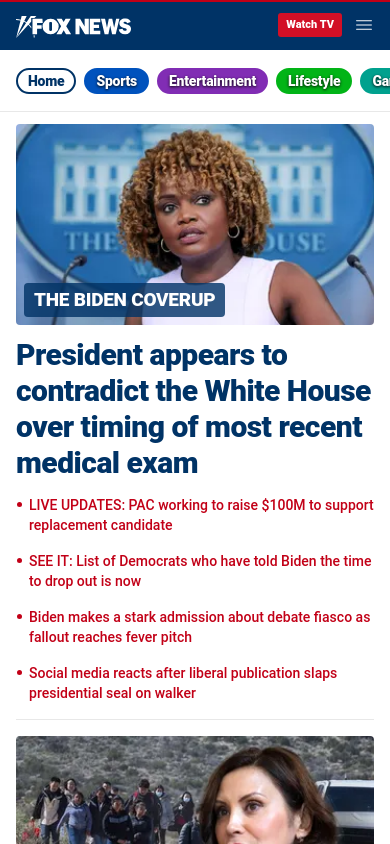 FOX NEWS
Watch TV
Home
Sports
Entertainment
Lifestyle
Ga
THE
HOUSE
THE BIDEN COVERUP
President appears to
contradict the White House
over timing of most recent
medical exam
LIVE UPDATES: PAC working to raise $100M to support
replacement candidate
SEE IT: List of Democrats who have told Biden the time
to drop out is now
Biden makes a stark admission about debate fiasco as
fallout reaches fever pitch
Social media reacts after liberal publication slaps
presidential seal on walker